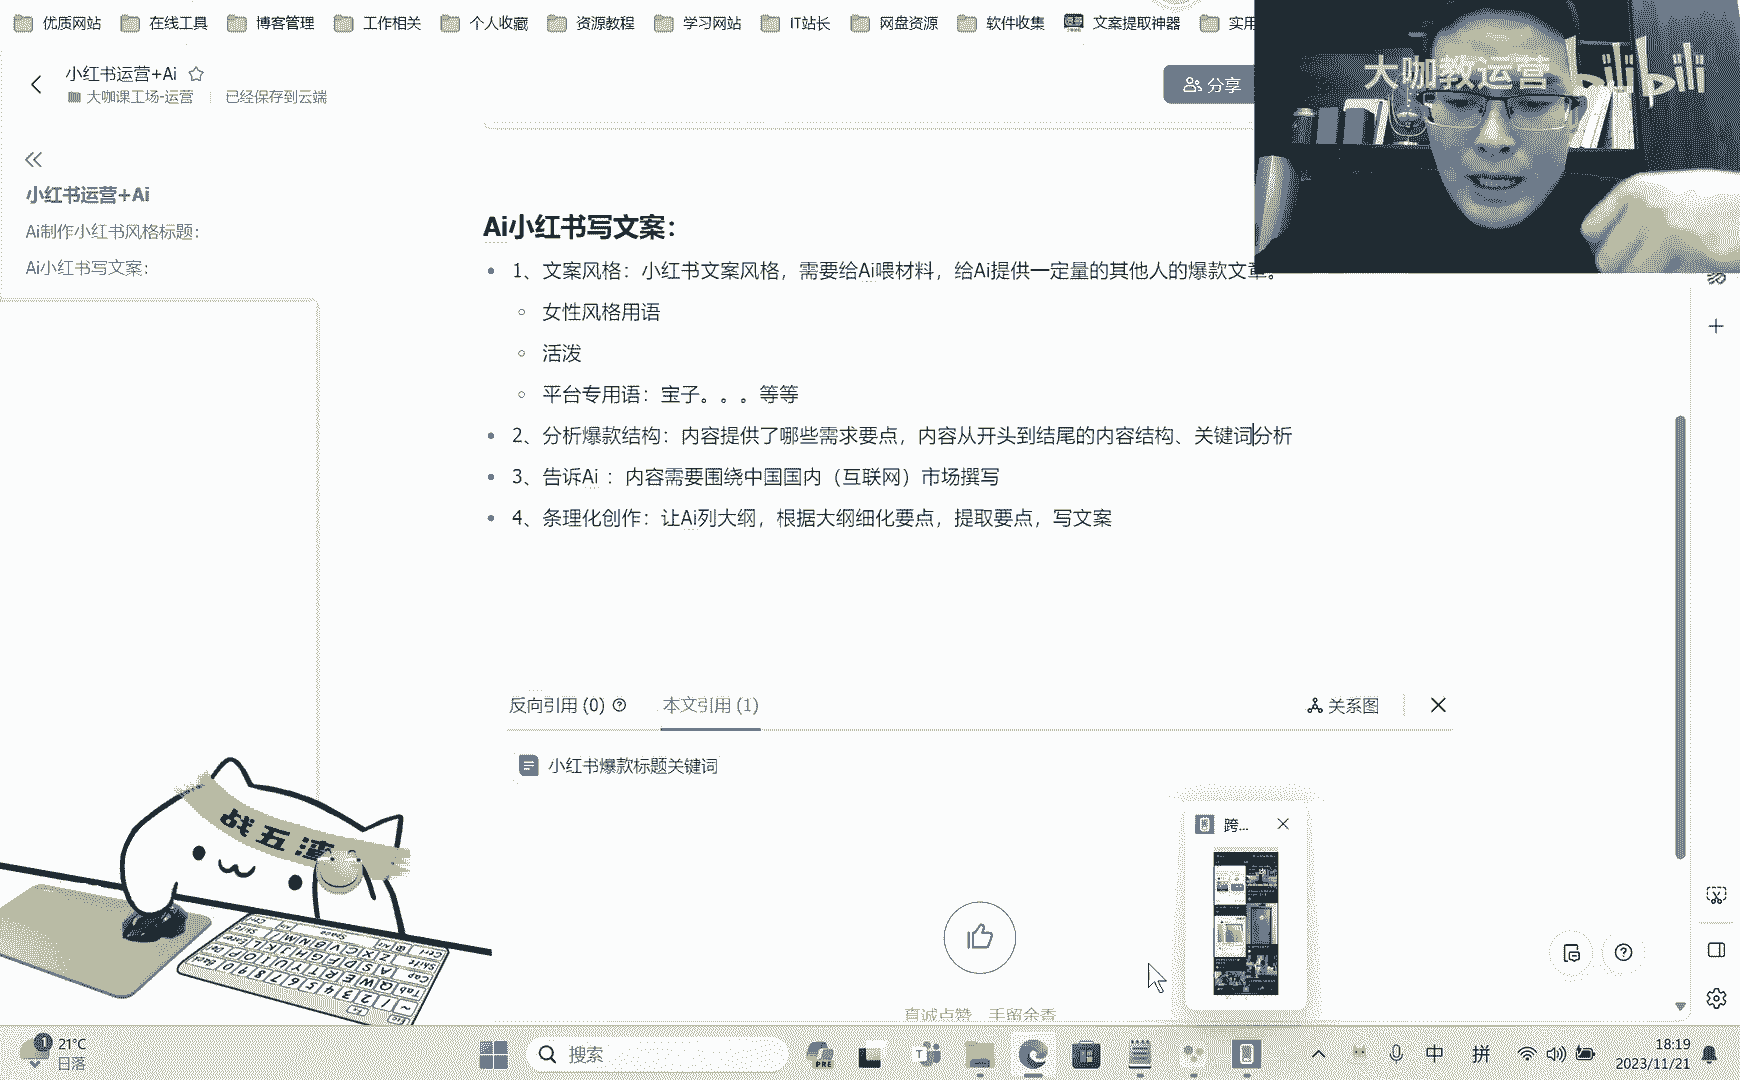 优质网站 在线工具 博客管理 工作相关 个人收藏 资源教程 学习网站 IT站长 网盘资源 软件收集 文案提取神器 实用
小红书运营+Ai
大咖课工场-运营 已经保存到云端
分享
大咖教运营 bilibili
小红书运营+Ai
Ai制作小红书风格标题：
Ai小红书写文案：
Ai小红书写文案：
1、文案风格：小红书文案风格，需要给Ai喂材料，给Ai提供一定量的其他人的爆款文章。
女性风格用语
活泼
平台专用语：宝子。。。等等
2、分析爆款结构：内容提供了哪些需求要点，内容从开头到结尾的内容结构、关键词分析
3、告诉Ai ：内容需要围绕中国国内（互联网）市场撰写
4、条理化创作：让Ai列大纲，根据大纲细化要点，提取要点，写文案
反向引用 (0) 本文引用 (1) 关系图
小红书爆款标题关键词
跨...
战五渣
真诚点赞，手留余香
1
21°C
日落
搜索
PRE
中
拼
18:19
2023/11/21